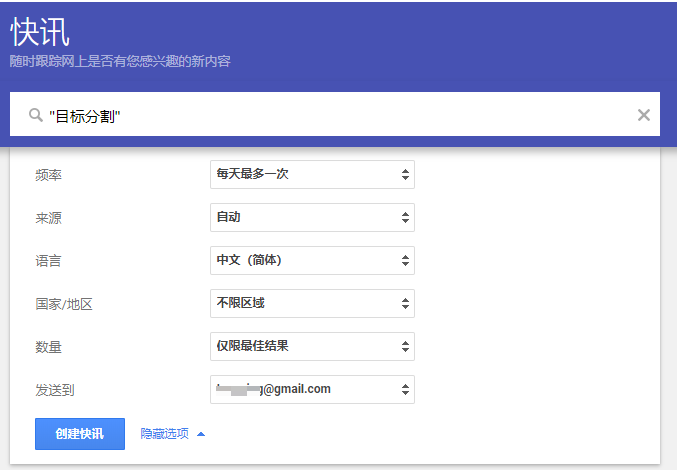 快讯
随时跟踪网上是否有您感兴趣的新内容
"目标分割"
频率 每天最多一次
来源 自动
语言 中文（简体）
国家/地区 不限区域
数量 仅限最佳结果
发送到 @gmail.com
创建快讯 隐藏选项